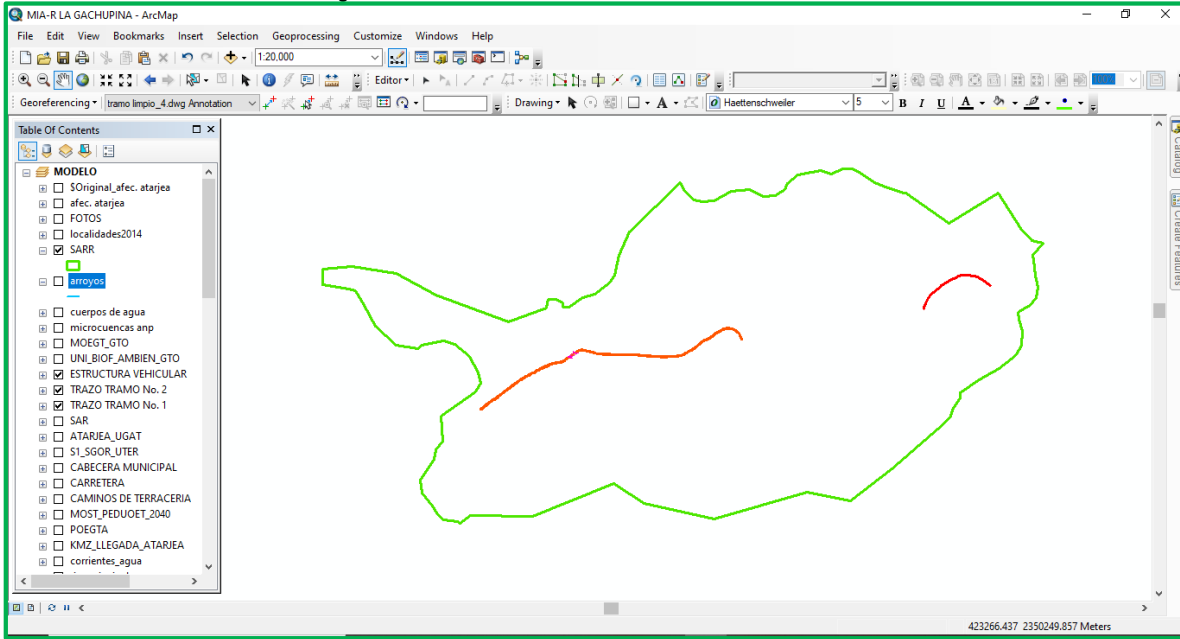 MIA-R LA GACHUPINA - ArcMap
File Edit View Bookmarks Insert Selection Geoprocessing Customize Windows Help
1:20,000
Editor
Georeferencing tramo limpio_4.dwg Annotation Drawing A Haettenschweiler 5 B I U A
Table Of Contents
MODELO
$Original_afec. atarjea
afec. atarjea
FOTOS
localidades2014
SARR
arroyos
cuerpos de agua
microcuencas anp
MOEGT_GTO
UNI_BIOF_AMBIEN_GTO
ESTRUCTURA VEHICULAR
TRAZO TRAMO No. 2
TRAZO TRAMO No. 1
SAR
ATARJEA_UGAT
S1_SGOR_UTER
CABECERA MUNICIPAL
CARRETERA
CAMINOS DE TERRACERIA
MOST_PEDUOET_2040
POEGTA
KMZ_LLEGADA_ATARJEA
corrientes_agua
Catalog
Create Features
423266.437 2350249.857 Meters